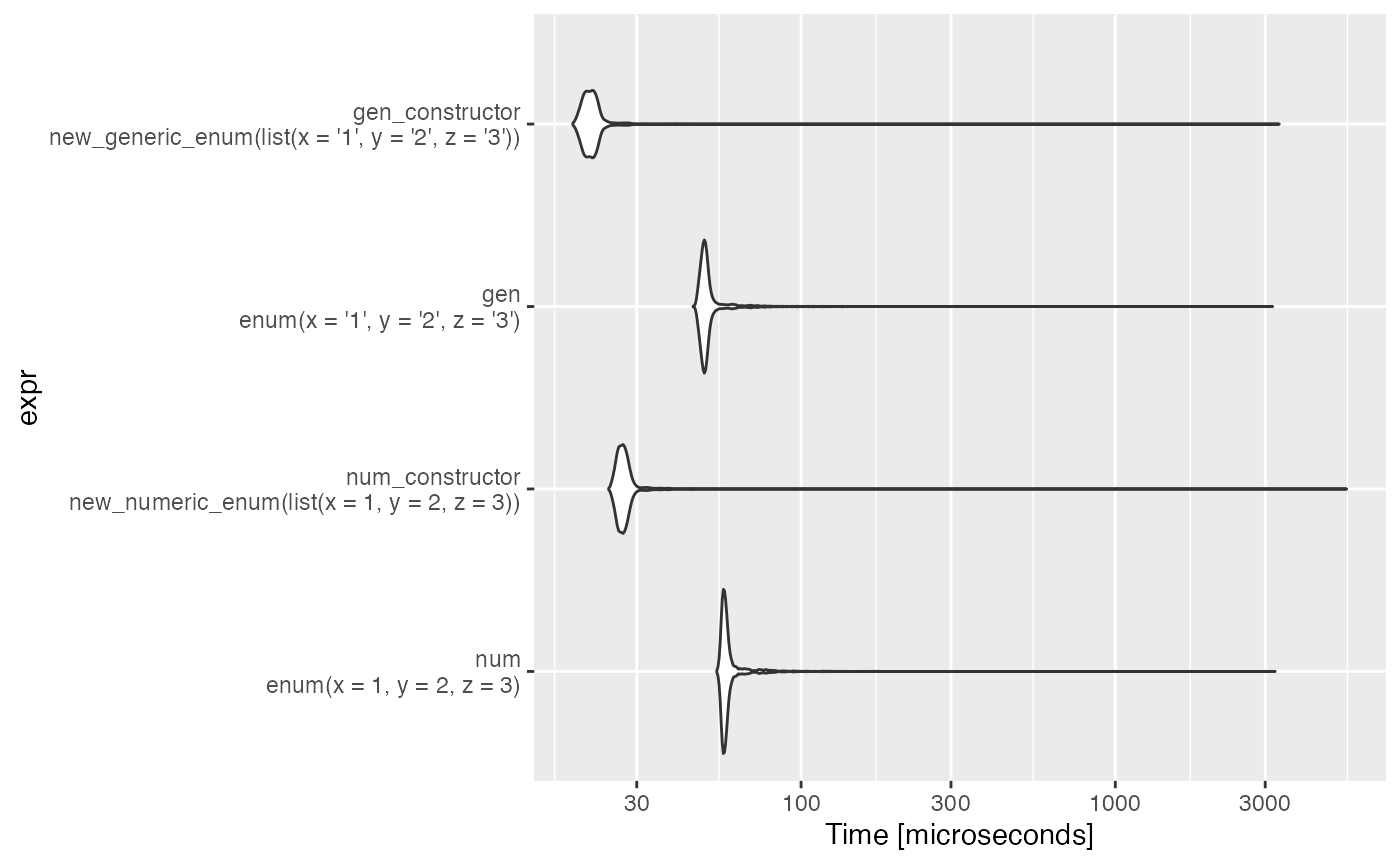 gen_constructor
new_generic_enum(list(x = '1', y = '2', z = '3'))
gen
enum(x = '1', y = '2', z = '3')
expr
num_constructor
new_numeric_enum(list(x = 1, y = 2, z = 3))
num
enum(x = 1, y = 2, z = 3)
30 100 300 1000 3000
Time [microseconds]